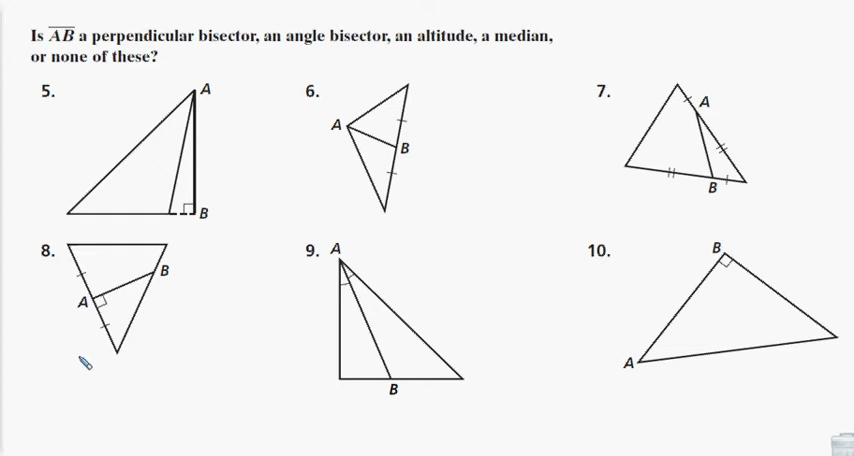 Is AB a perpendicular bisector, an angle bisector, an altitude, a median,
or none of these?
5.
A
B
6.
A
B
7.
A
B
8.
B
A
9. A
B
10.
B
A